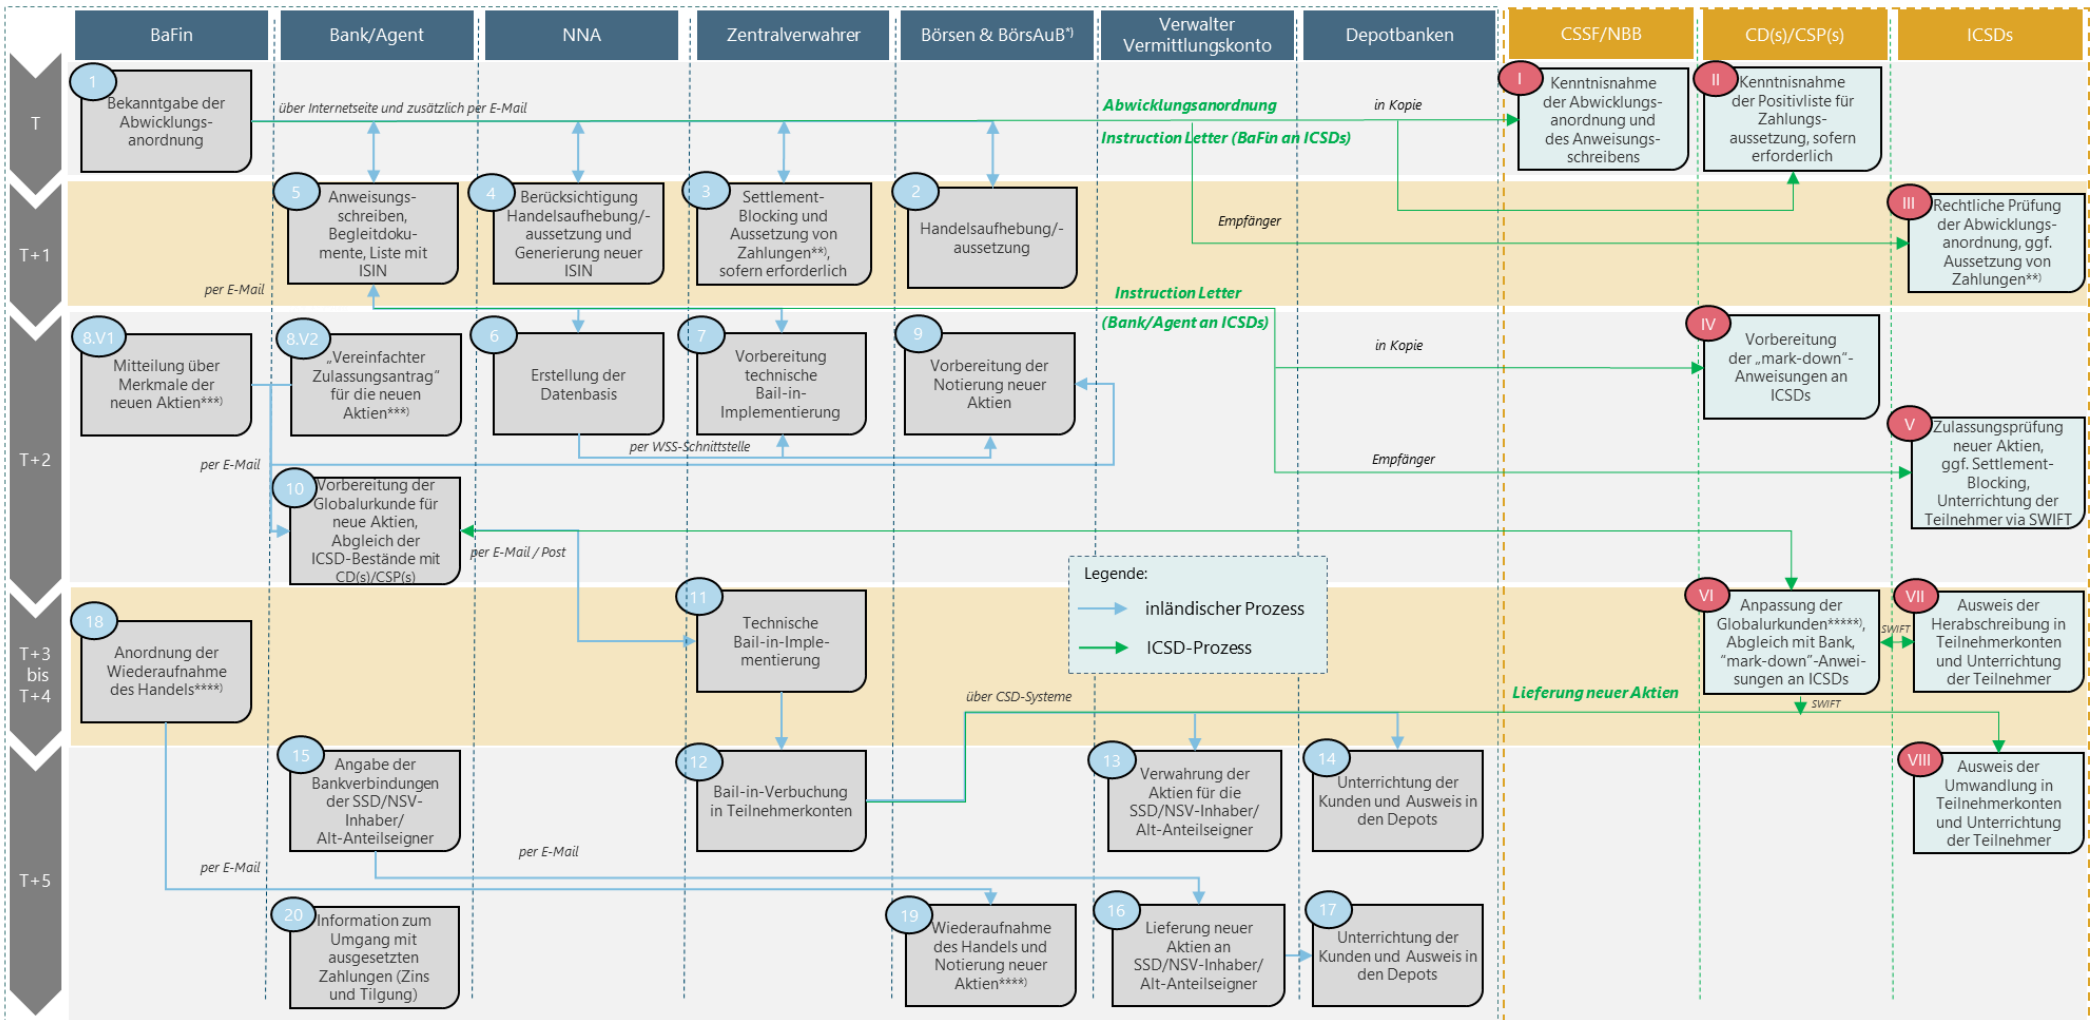 BaFin
Bank/Agent
NNA
Zentralverwahrer
Börsen & BörsAuB*)
Verwalter
Vermittlungskonto
Depotbanken
CSSF/NBB
CD(s)/CSP(s)
ICSDs
T
1
Bekanntgabe der
Abwicklungs-
anordnung
über Internetseite und zusätzlich per E-Mail
Abwicklungsanordnung
Instruction Letter (BaFin an ICSDs)
in Kopie
I
Kenntnisnahme
der Abwicklungs-
anordnung und
des Anweisungs-
schreibens
II
Kenntnisnahme
der Positivliste für
Zahlungs-
aussetzung, sofern
erforderlich
T+1
5
Anweisungs-
schreiben,
Begleitdoku-
mente, Liste mit
ISIN
4
Berücksichtigung
Handelsaufhebung/-
aussetzung und
Generierung neuer
ISIN
3
Settlement-
Blocking und
Aussetzung von
Zahlungen**),
sofern erforderlich
2
Handelsaufhebung/-
aussetzung
Empfänger
III
Rechtliche Prüfung
der Abwicklungs-
anordnung, ggf.
Aussetzung von
Zahlungen**)
per E-Mail
Instruction Letter
(Bank/Agent an ICSDs)
T+2
8.V1
Mitteilung über
Merkmale der
neuen Aktien***)
8.V2
„Vereinfachter
Zulassungsantrag“
für die neuen
Aktien***)
6
Erstellung der
Datenbasis
7
Vorbereitung
technische
Bail-in-
Implementierung
9
Vorbereitung der
Notierung neuer
Aktien
in Kopie
IV
Vorbereitung
der „mark-down“-
Anweisungen an
ICSDs
per WSS-Schnittstelle
per E-Mail
Empfänger
V
Zulassungsprüfung
neuer Aktien,
ggf. Settlement-
Blocking,
Unterrichtung der
Teilnehmer via SWIFT
10
Vorbereitung der
Globalurkunde für
neue Aktien,
Abgleich der
ICSD-Bestände mit
CD(s)/CSP(s)
per E-Mail / Post
Legende:
inländischer Prozess
ICSD-Prozess
T+3
bis
T+4
18
Anordnung der
Wiederaufnahme
des Handels****)
11
Technische
Bail-in-Imple-
mentierung
VI
Anpassung der
Globalurkunden*****),
Abgleich mit Bank,
“mark-down”-Anwei-
sungen an ICSDs
SWIFT
VII
Ausweis der
Herabschreibung in
Teilnehmerkonten
und Unterrichtung
der Teilnehmer
über CSD-Systeme
Lieferung neuer Aktien
SWIFT
T+5
15
Angabe der
Bankverbindungen
der SSD/NSV-
Inhaber/
Alt-Anteilseigner
12
Bail-in-Verbuchung
in Teilnehmerkonten
13
Verwahrung der
Aktien für die
SSD/NSV-Inhaber/
Alt-Anteilseigner
14
Unterrichtung der
Kunden und Ausweis in
den Depots
VIII
Ausweis der
Umwandlung in
Teilnehmerkonten
und Unterrichtung
der Teilnehmer
per E-Mail
per E-Mail
20
Information zum
Umgang mit
ausgesetzten
Zahlungen (Zins
und Tilgung)
19
Wiederaufnahme
des Handels und
Notierung neuer
Aktien****)
16
Lieferung neuer
Aktien an
SSD/NSV-Inhaber/
Alt-Anteilseigner
17
Unterrichtung der
Kunden und Ausweis in
den Depots